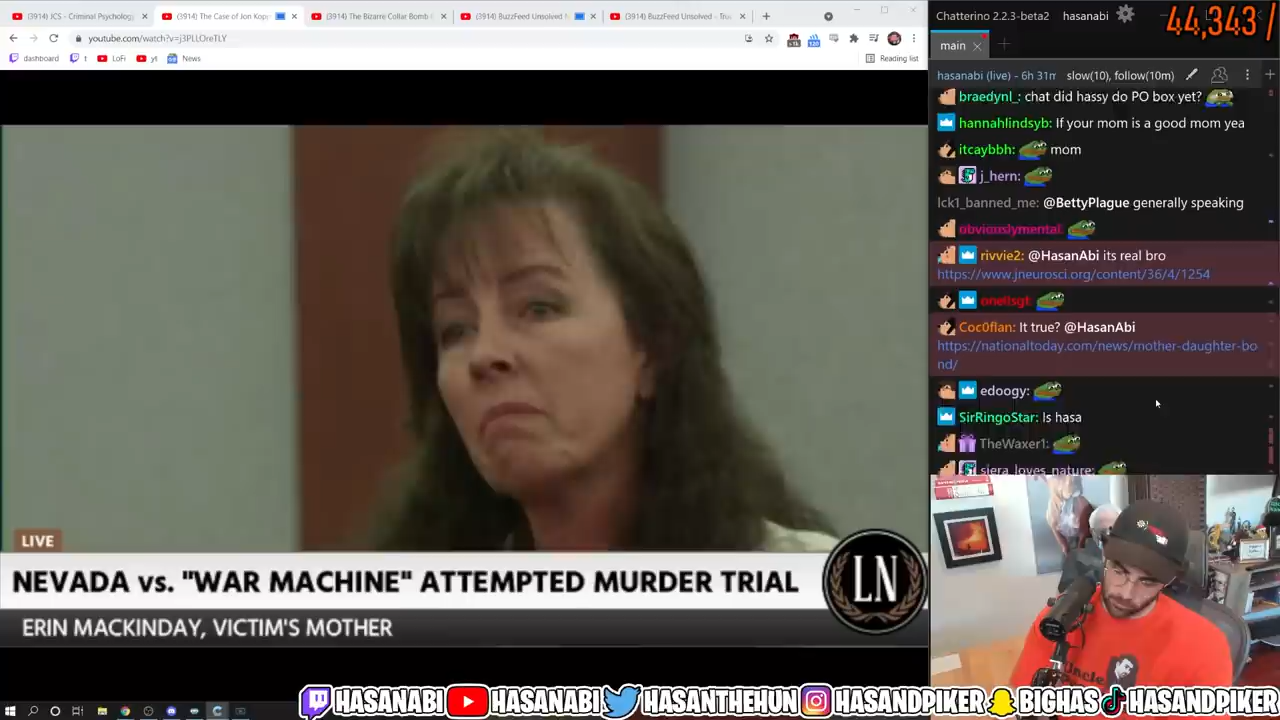 (3914) JCS - Criminal Psychology
(3914) The Case of Jon Kop
(3914) The Bizarre Collar Bomb
(3914) BuzzFeed Unsolved
(3914) BuzzFeed Unsolved - Tru
Chatterino 2.2.3-beta2
hasanabi
44,343 /
youtube.com/watch?v=j3PLLOreTLY
main
dashboard
t
LoFi
yt
News
Reading list
hasanabi (live) - 6h 31m
slow(10), follow(10m)
braedynl_: chat did hassy do PO box yet?
hannahlindsyb: If your mom is a good mom yea
itcaybbh: mom
j_hern:
lck1_banned_me: @BettyPlague generally speaking
obviouslymental:
rivvie2: @HasanAbi its real bro
https://www.jneurosci.org/content/36/4/1254
Coc0flan: It true? @HasanAbi
https://nationaltoday.com/news/mother-daughter-bo
nd/
edoogy:
SirRingoStar: Is hasa
TheWaxer1:
siera_loves_nature:
LIVE
NEVADA vs. "WAR MACHINE" ATTEMPTED MURDER TRIAL
LN
ERIN MACKINDAY, VICTIM'S MOTHER
Uncle
HASANABI
HASANABI
HASANTHEHUN
HASANDPIKER
BIGHAS
HASANDPIKER